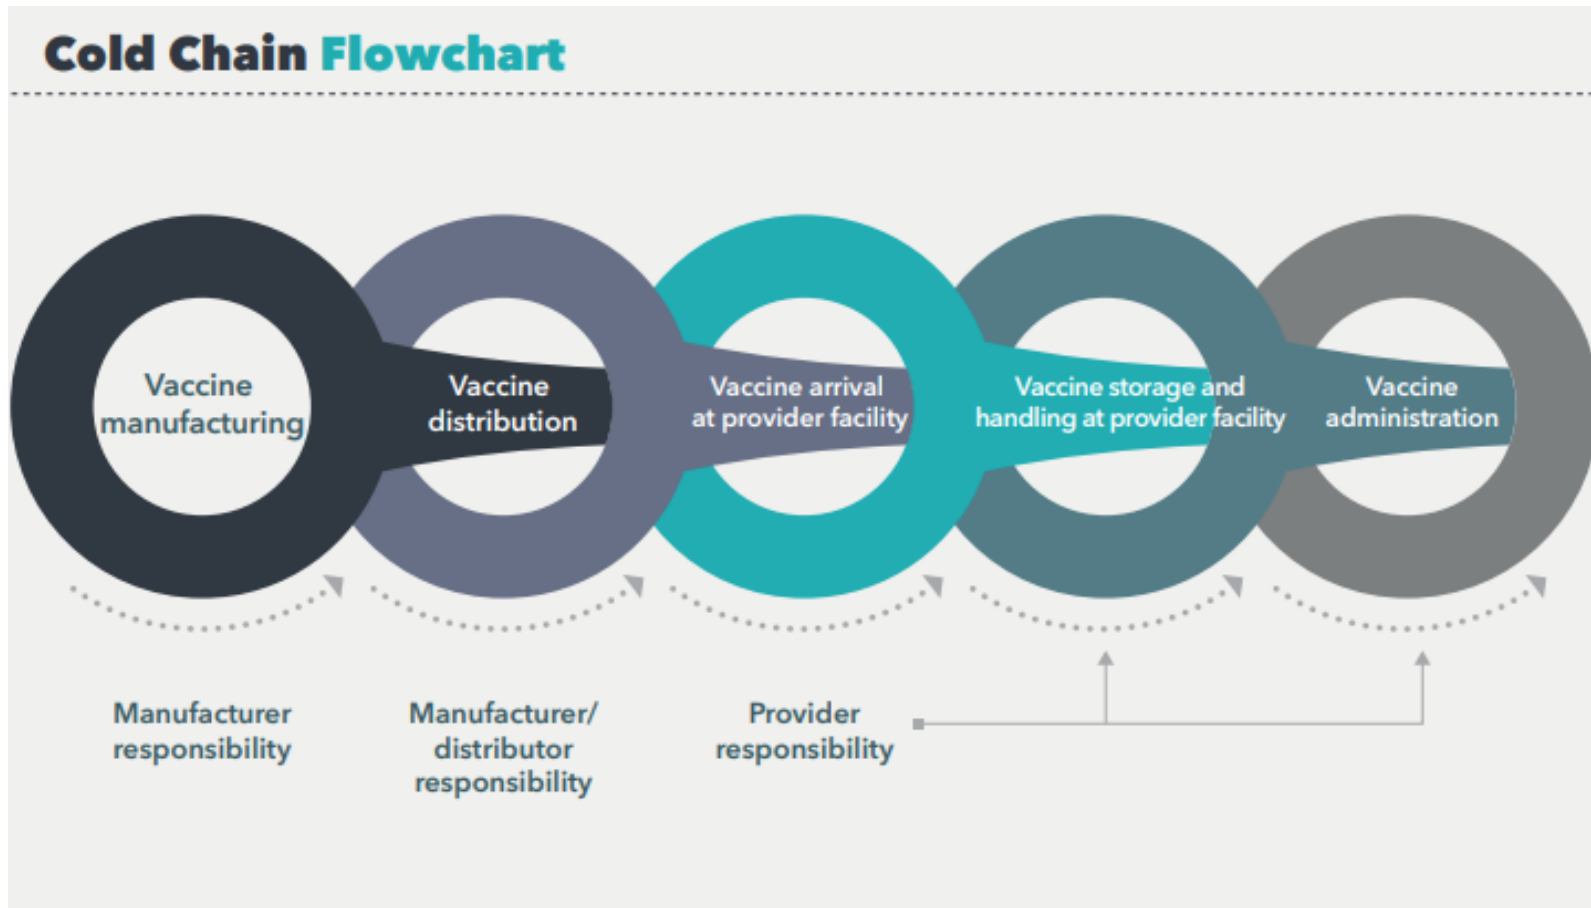 Cold Chain Flowchart
Vaccine
manufacturing
Vaccine
distribution
Vaccine arrival
at provider facility
Vaccine storage and
handling at provider facility
Vaccine
administration
Manufacturer
responsibility
Manufacturer/
distributor
responsibility
Provider
responsibility